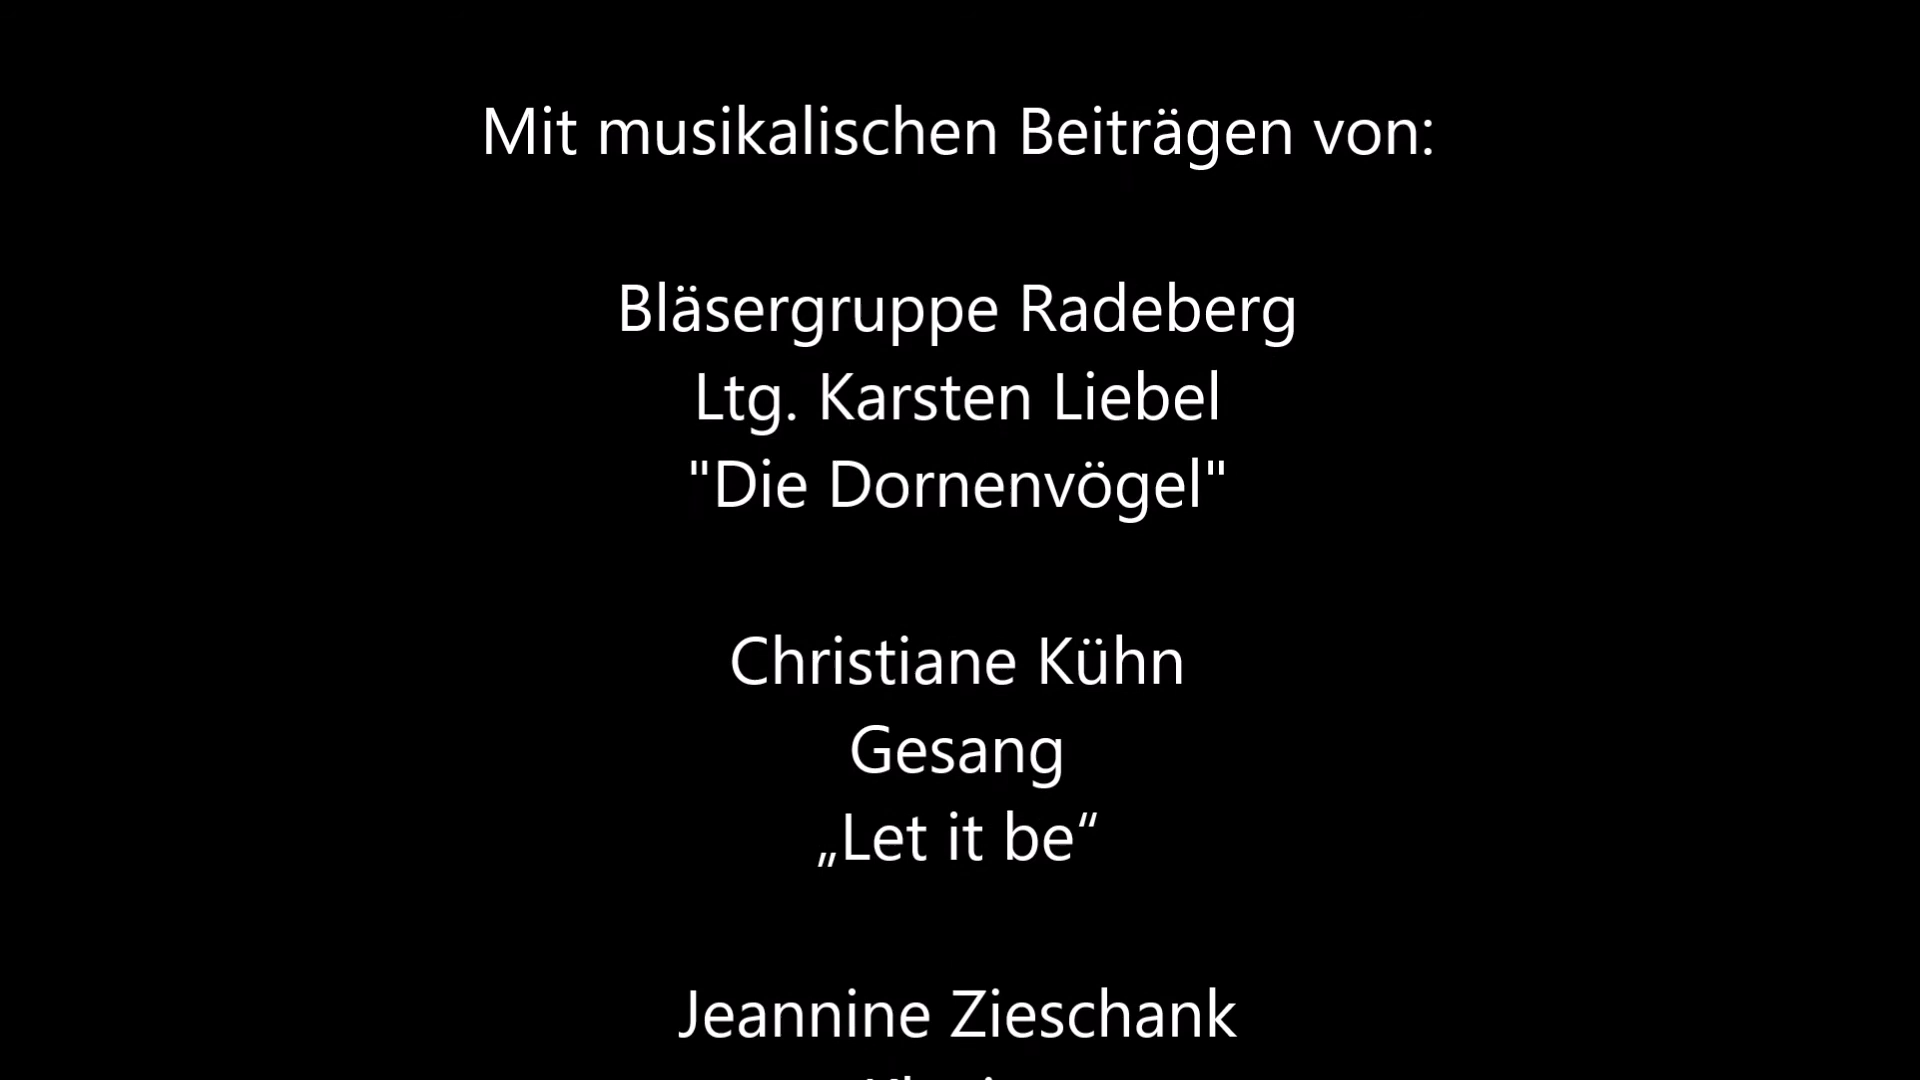 Mit musikalischen Beiträgen von:
Bläsergruppe Radeberg
Ltg. Karsten Liebel
"Die Dornenvögel"
Christiane Kühn
Gesang
„Let it be“
Jeannine Zieschank